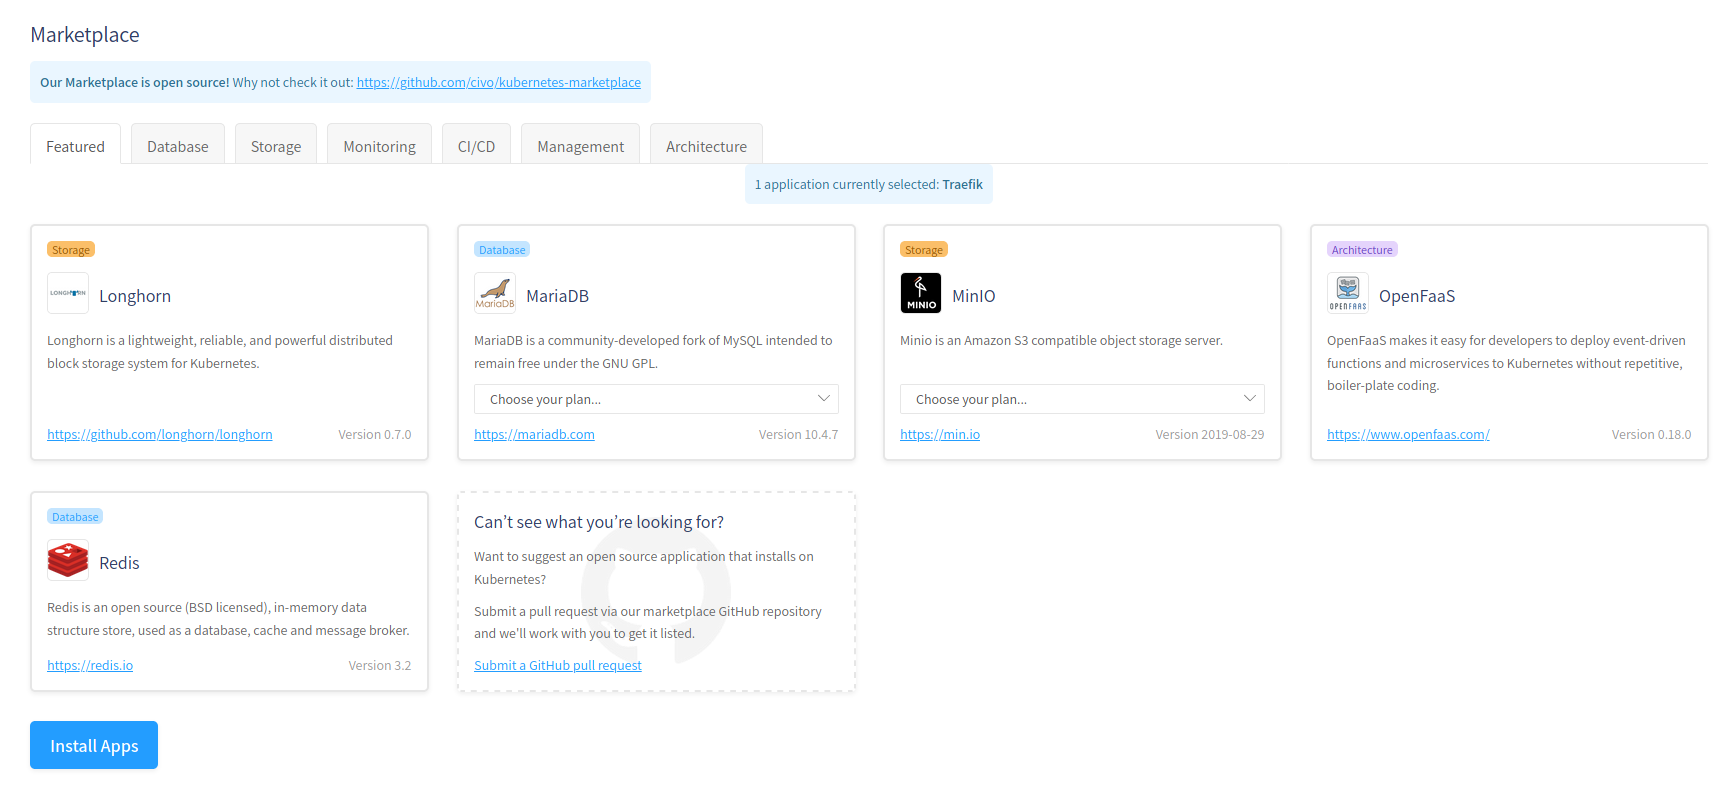 Marketplace
Our Marketplace is open source! Why not check it out: https://github.com/civo/kubernetes-marketplace
Featured
Database
Storage
Monitoring
CI/CD
Management
Architecture
1 application currently selected: Traefik
Storage
LONGHORN
Longhorn
Longhorn is a lightweight, reliable, and powerful distributed
block storage system for Kubernetes.
https://github.com/longhorn/longhorn
Version 0.7.0
Database
MariaDB
MariaDB
MariaDB is a community-developed fork of MySQL intended to
remain free under the GNU GPL.
Choose your plan...
https://mariadb.com
Version 10.4.7
Storage
MINIO
MinIO
Minio is an Amazon S3 compatible object storage server.
Choose your plan...
https://min.io
Version 2019-08-29
Architecture
OPENFAAS
OpenFaaS
OpenFaaS makes it easy for developers to deploy event-driven
functions and microservices to Kubernetes without repetitive,
boiler-plate coding.
https://www.openfaas.com/
Version 0.18.0
Database
Redis
Redis is an open source (BSD licensed), in-memory data
structure store, used as a database, cache and message broker.
https://redis.io
Version 3.2
Can’t see what you’re looking for?
Want to suggest an open source application that installs on
Kubernetes?
Submit a pull request via our marketplace GitHub repository
and we'll work with you to get it listed.
Submit a GitHub pull request
Install Apps